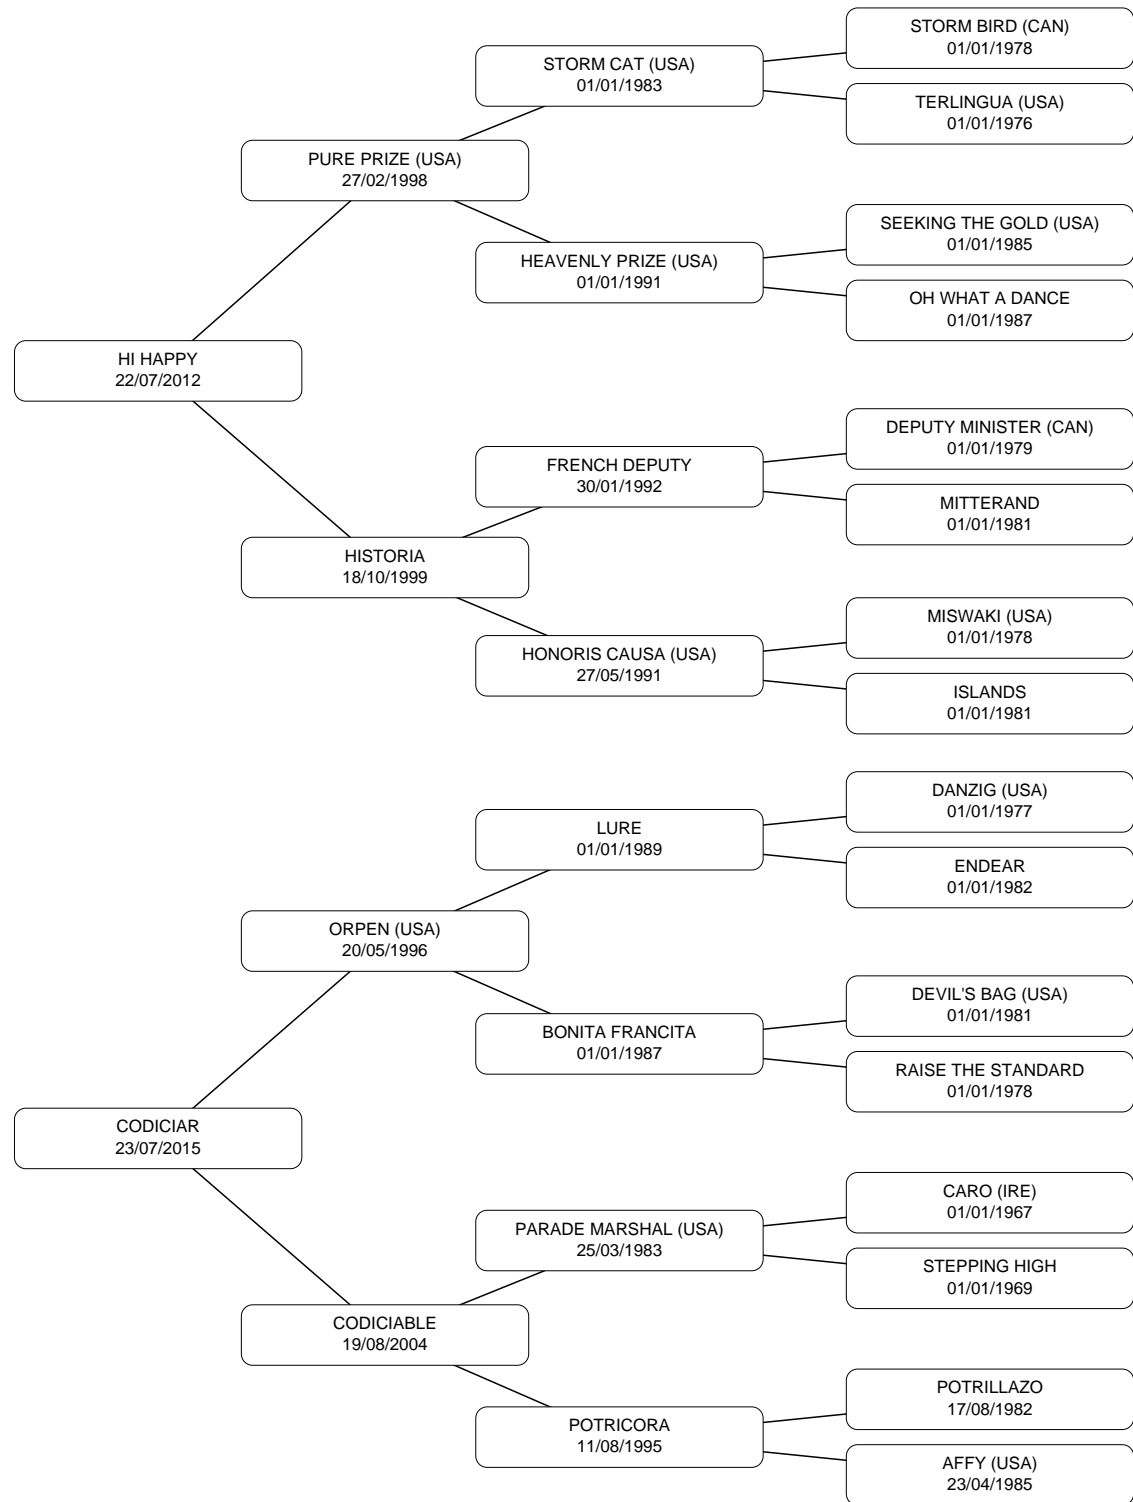 STORM BIRD (CAN)
01/01/1978
STORM CAT (USA)
01/01/1983
TERLINGUA (USA)
01/01/1976
PURE PRIZE (USA)
27/02/1998
SEEKING THE GOLD (USA)
01/01/1985
HEAVENLY PRIZE (USA)
01/01/1991
OH WHAT A DANCE
01/01/1987
HI HAPPY
22/07/2012
DEPUTY MINISTER (CAN)
01/01/1979
FRENCH DEPUTY
30/01/1992
MITTERAND
01/01/1981
HISTORIA
18/10/1999
MISWAKI (USA)
01/01/1978
HONORIS CAUSA (USA)
27/05/1991
ISLANDS
01/01/1981
DANZIG (USA)
01/01/1977
LURE
01/01/1989
ENDEAR
01/01/1982
ORPEN (USA)
20/05/1996
DEVIL'S BAG (USA)
01/01/1981
BONITA FRANCITA
01/01/1987
RAISE THE STANDARD
01/01/1978
CODICIAR
23/07/2015
CARO (IRE)
01/01/1967
PARADE MARSHAL (USA)
25/03/1983
STEPPING HIGH
01/01/1969
CODICIABLE
19/08/2004
POTRILLAZO
17/08/1982
POTRICORA
11/08/1995
AFFY (USA)
23/04/1985